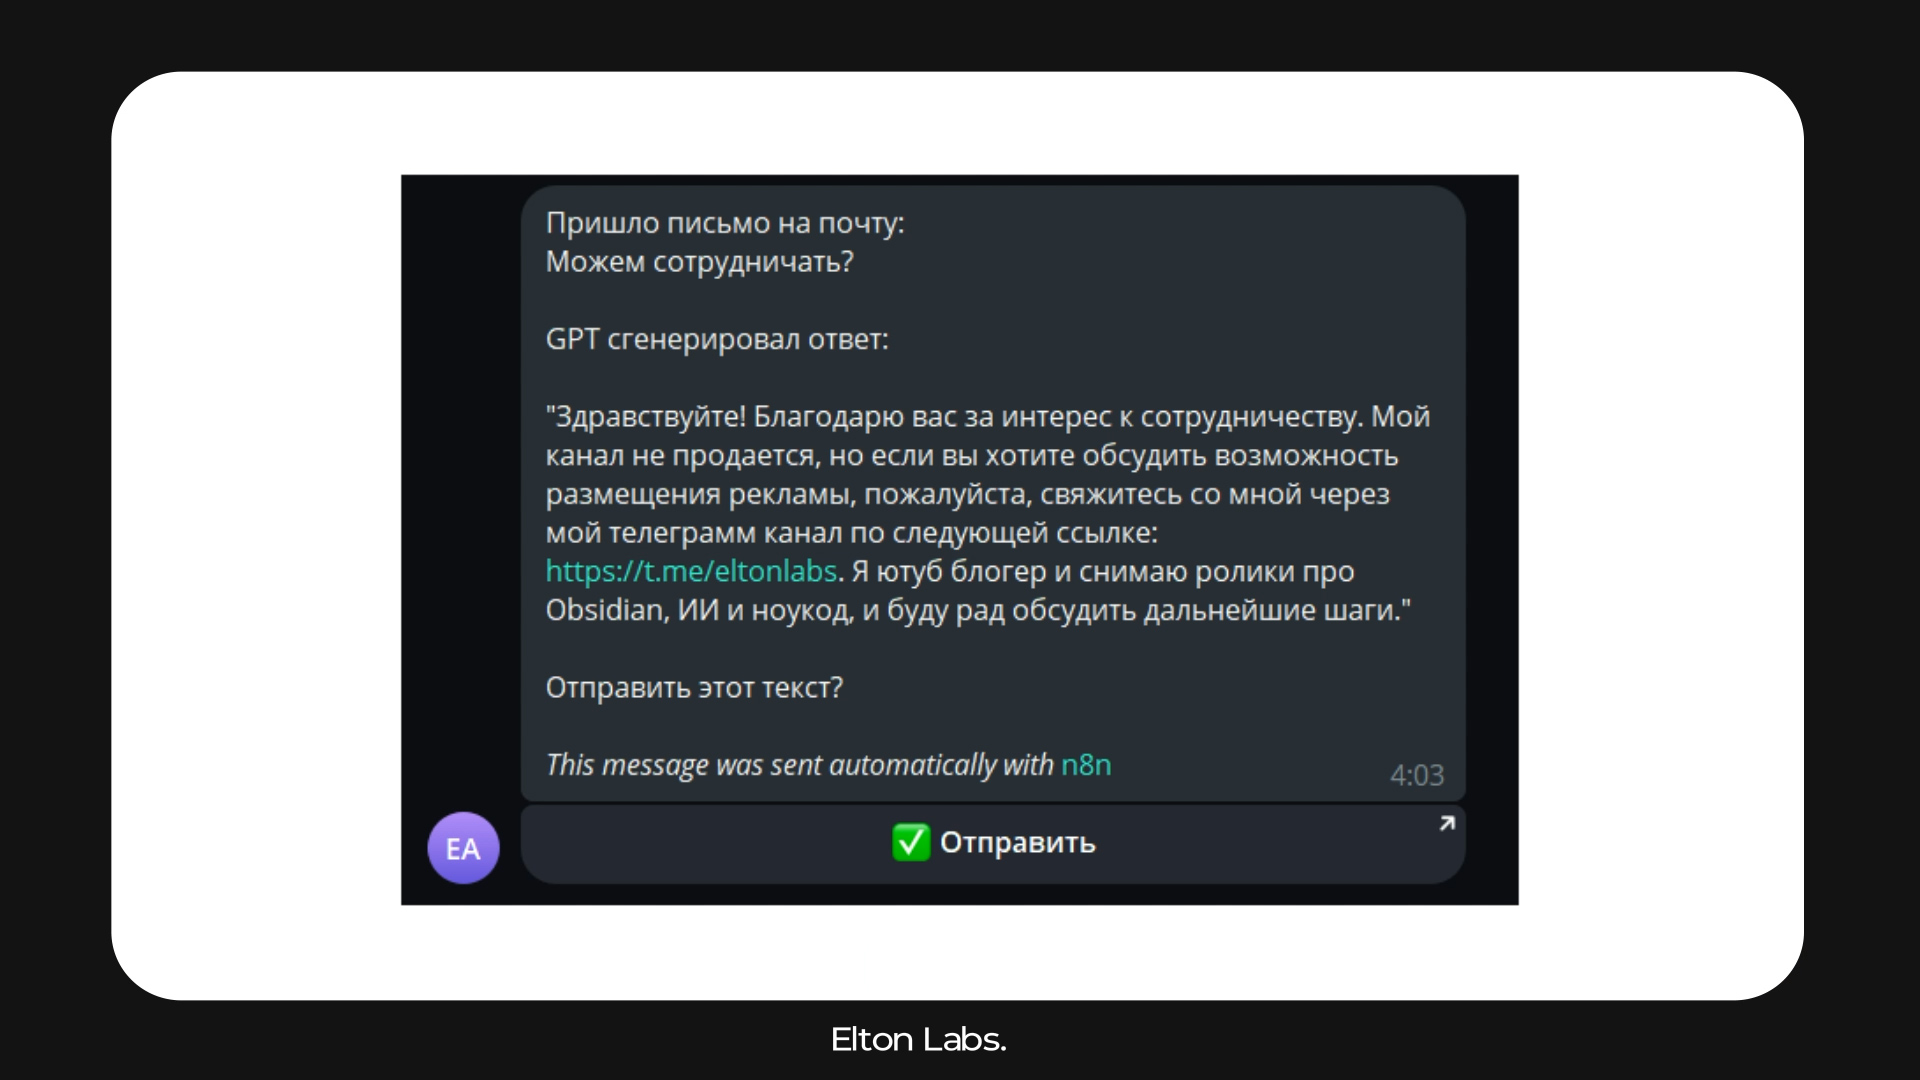 Пришло письмо на почту:
Можем сотрудничать?
GPT сгенерировал ответ:
"Здравствуйте! Благодарю вас за интерес к сотрудничеству. Мой
канал не продается, но если вы хотите обсудить возможность
размещения рекламы, пожалуйста, свяжитесь со мной через
мой телеграмм канал по следующей ссылке:
https://t.me/eltonlabs. Я ютуб блогер и снимаю ролики про
Obsidian, ИИ и ноукод, и буду рад обсудить дальнейшие шаги."
Отправить этот текст?
This message was sent automatically with n8n
4:03
EA
✅ Отправить
Elton Labs.